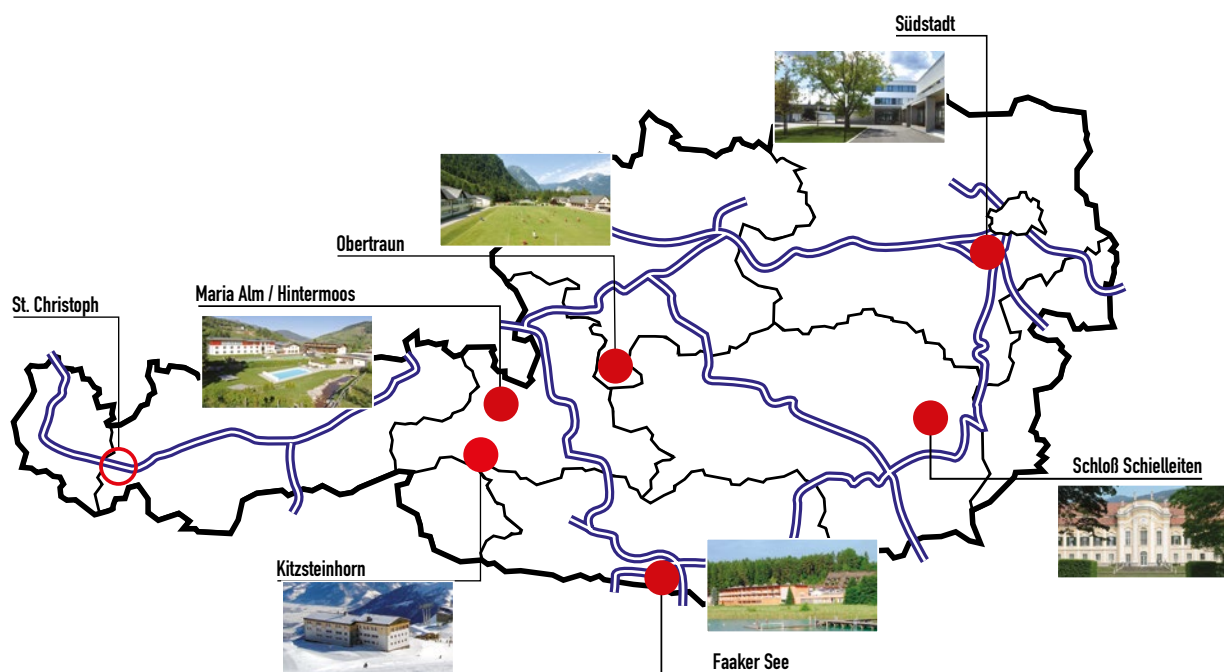 Südstadt
Obertraun
Maria Alm / Hintermoos
St. Christoph
Schloß Schielleiten
Kitzsteinhorn
Faaker See